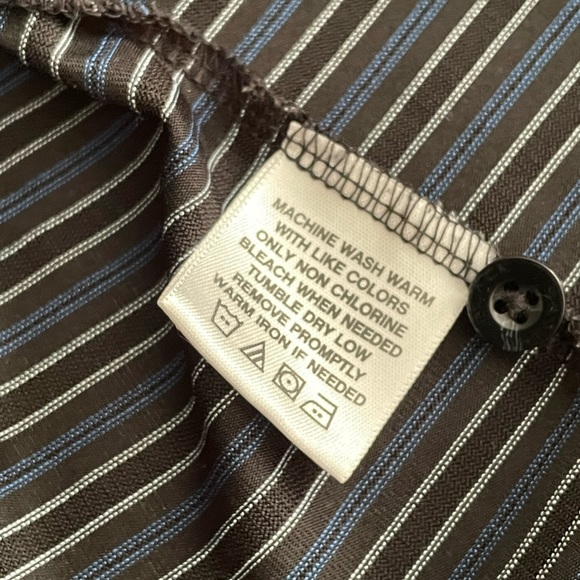 MACHINE WASH WARM
WITH LIKE COLORS
ONLY NON CHLORINE
BLEACH WHEN NEEDED
TUMBLE DRY LOW
REMOVE PROMPTLY
WARM IRON IF NEEDED